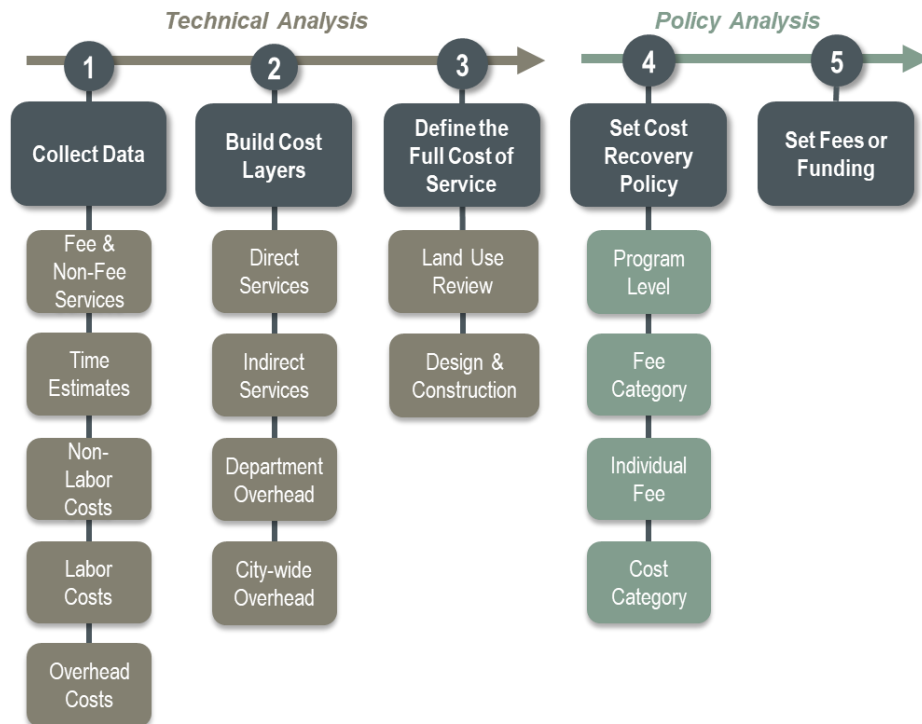 Technical Analysis
Policy Analysis
1
2
3
4
5
Collect Data
Build Cost
Layers
Define the
Full Cost of
Service
Set Cost
Recovery
Policy
Set Fees or
Funding
Fee &
Non-Fee
Services
Time
Estimates
Non-
Labor
Costs
Labor
Costs
Overhead
Costs
Direct
Services
Indirect
Services
Department
Overhead
City-wide
Overhead
Land Use
Review
Design &
Construction
Program
Level
Fee
Category
Individual
Fee
Cost
Category